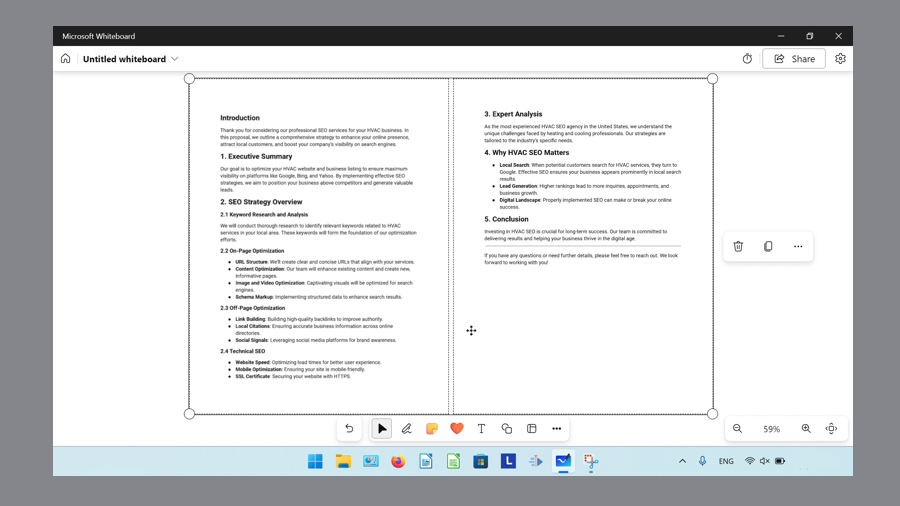 Microsoft Whiteboard
Untitled whiteboard
Share
Introduction
Thank you for considering our professional SEO services for your HVAC business. In
this proposal, we outline a comprehensive strategy to enhance your online presence,
attract local customers, and boost your company's visibility on search engines.
1. Executive Summary
Our goal is to optimize your HVAC website and business listing to ensure maximum
visibility on platforms like Google, Bing, and Yahoo. By implementing effective SEO
strategies, we aim to position your business above competitors and generate valuable
leads.
2. SEO Strategy Overview
2.1 Keyword Research and Analysis
We will conduct thorough research to identify relevant keywords related to HVAC
services in your local area. These keywords will form the foundation of our optimization
efforts.
2.2 On-Page Optimization
● URL Structure: We'll create clear and concise URLs that align with your services.
● Content Optimization: Our team will enhance existing content and create new,
informative pages.
● Image and Video Optimization: Captivating visuals will be optimized for search
engines.
● Schema Markup: Implementing structured data to enhance search results.
2.3 Off-Page Optimization
● Link Building: Building high-quality backlinks to improve authority.
● Local Citations: Ensuring accurate business information across online
directories.
● Social Signals: Leveraging social media platforms for brand awareness.
2.4 Technical SEO
● Website Speed: Optimizing load times for better user experience.
● Mobile Optimization: Ensuring your site is mobile-friendly.
● SSL Certificate: Securing your website with HTTPS.
3. Expert Analysis
As the most experienced HVAC SEO agency in the United States, we understand the
unique challenges faced by heating and cooling professionals. Our strategies are
tailored to the industry's specific needs.
4. Why HVAC SEO Matters
● Local Search: When potential customers search for HVAC services, they turn to
Google. Effective SEO ensures your business appears prominently in local search
results.
● Lead Generation: Higher rankings lead to more inquiries, appointments, and
business growth.
● Digital Landscape: Properly implemented SEO can make or break your online
success.
5. Conclusion
Investing in HVAC SEO is crucial for long-term success. Our team is committed to
delivering results and helping your business thrive in the digital age.
If you have any questions or need further details, please feel free to reach out. We look
forward to working with you!
59%
L
ENG